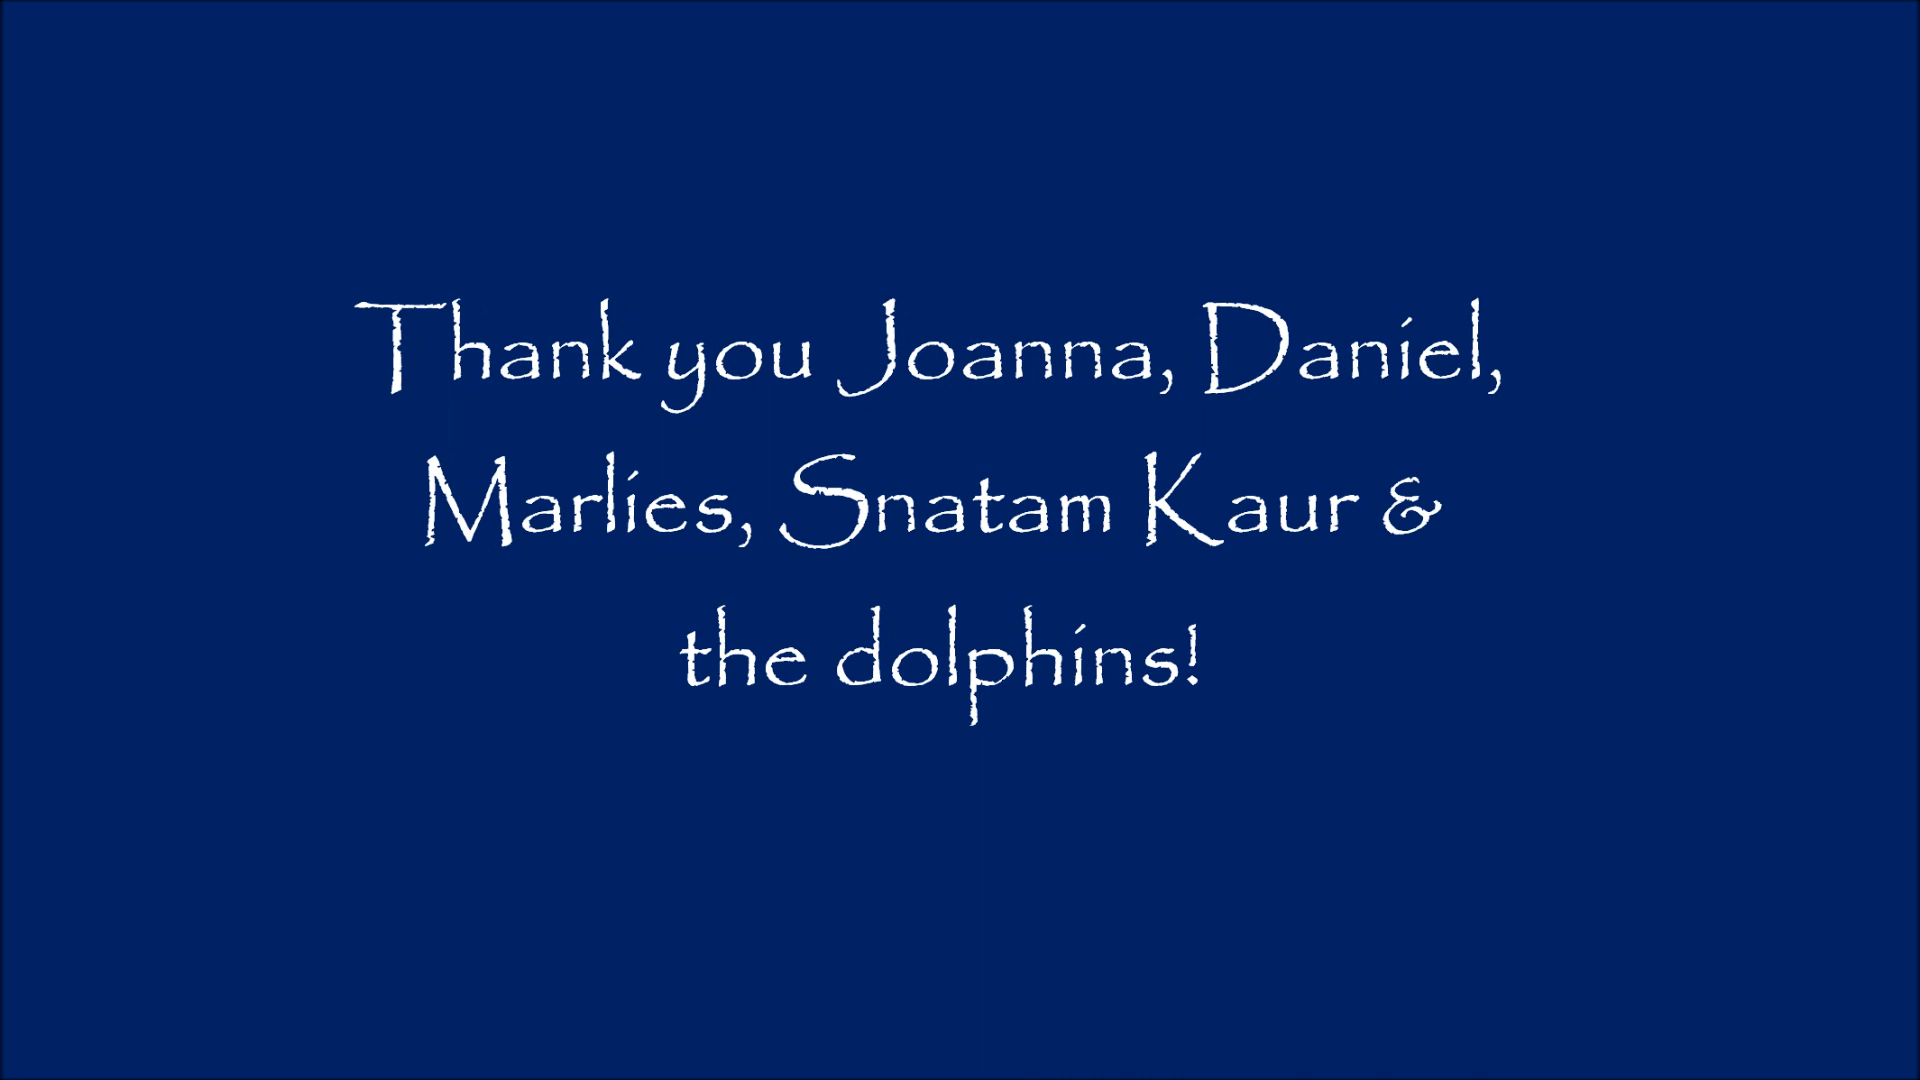 Thank you Joanna, Daniel,
Marlies, Snatam Kaur &
the dolphins!